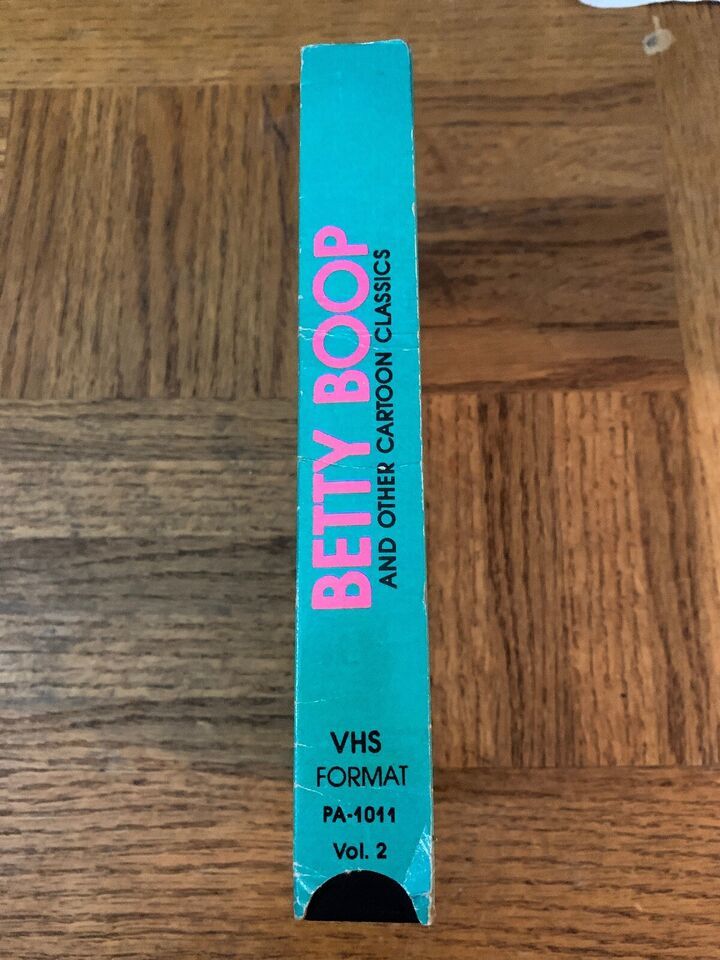 BETTY BOOP
AND OTHER CARTOON CLASSICS
VHS
FORMAT
PA-1011
Vol. 2